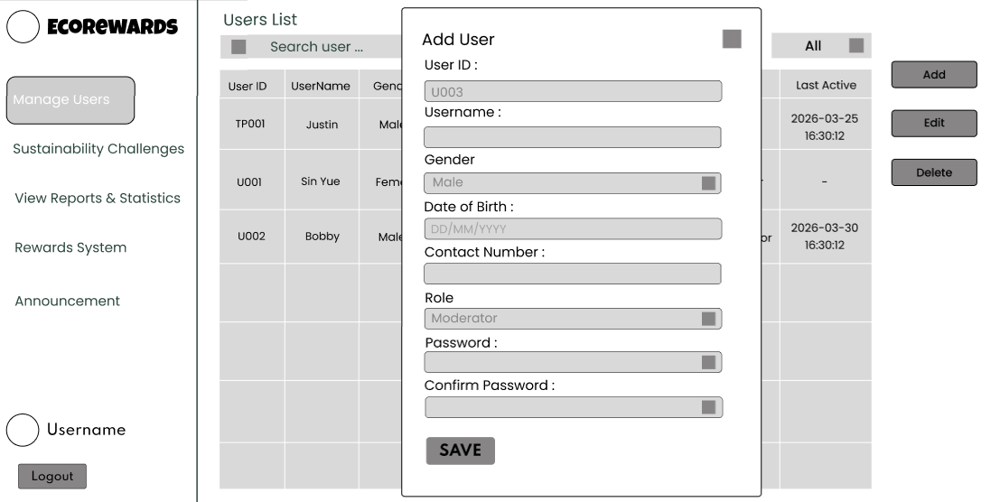 ECOREWARDS
Manage Users
Sustainability Challenges
View Reports & Statistics
Rewards System
Announcement
Username
Logout
Users List
Search user ...
All
User ID UserName Gend Last Active
TP001 Justin Male 2026-03-25
16:30:12
U001 Sin Yue Feme -
U002 Bobby Male or 2026-03-30
16:30:12
Add User
User ID :
U003
Username :
Gender
Male
Date of Birth :
DD/MM/YYYY
Contact Number :
Role
Moderator
Password :
Confirm Password :
SAVE
Add
Edit
Delete